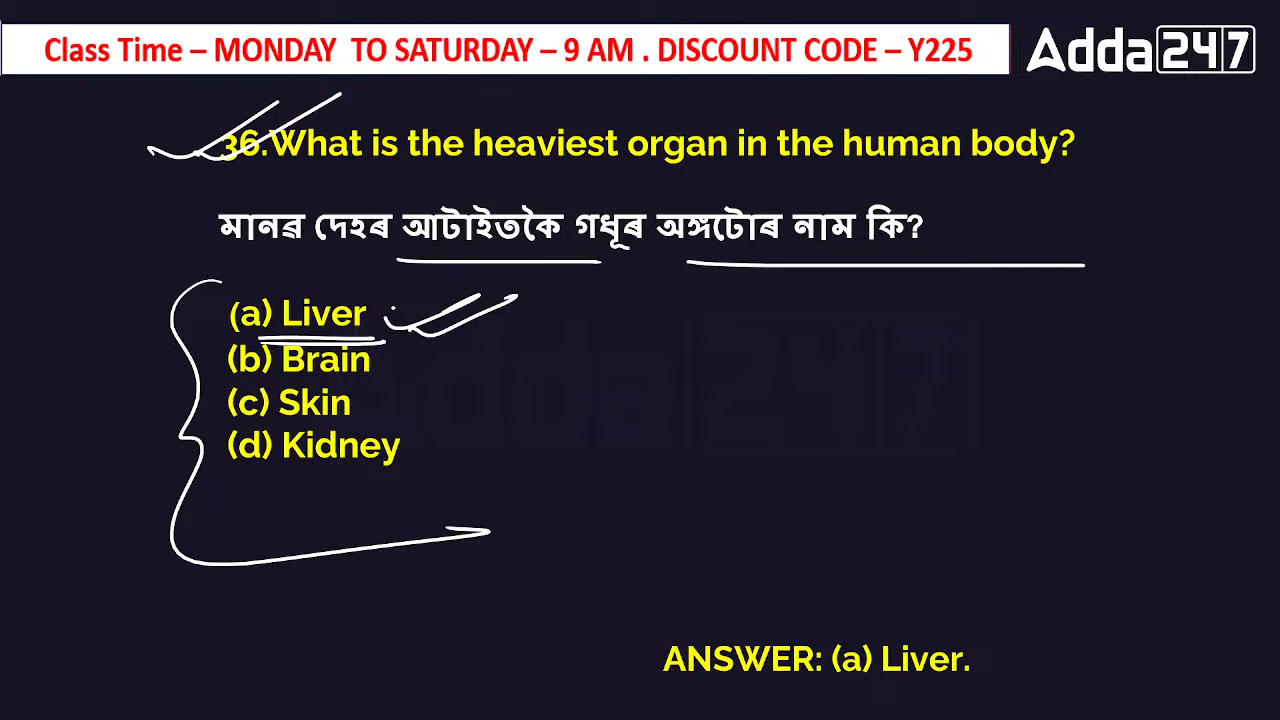 Class Time – MONDAY TO SATURDAY – 9 AM . DISCOUNT CODE – Y225
Adda247
36.What is the heaviest organ in the human body?
মানৱ দেহৰ আটাইতকৈ গধূৰ অঙ্গটোৰ নাম কি?
(a) Liver
(b) Brain
(c) Skin
(d) Kidney
ANSWER: (a) Liver.